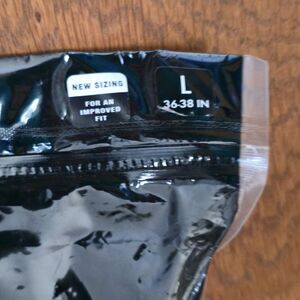 NEW SIZING
FOR AN
IMPROVED
FIT
L
36-38 IN